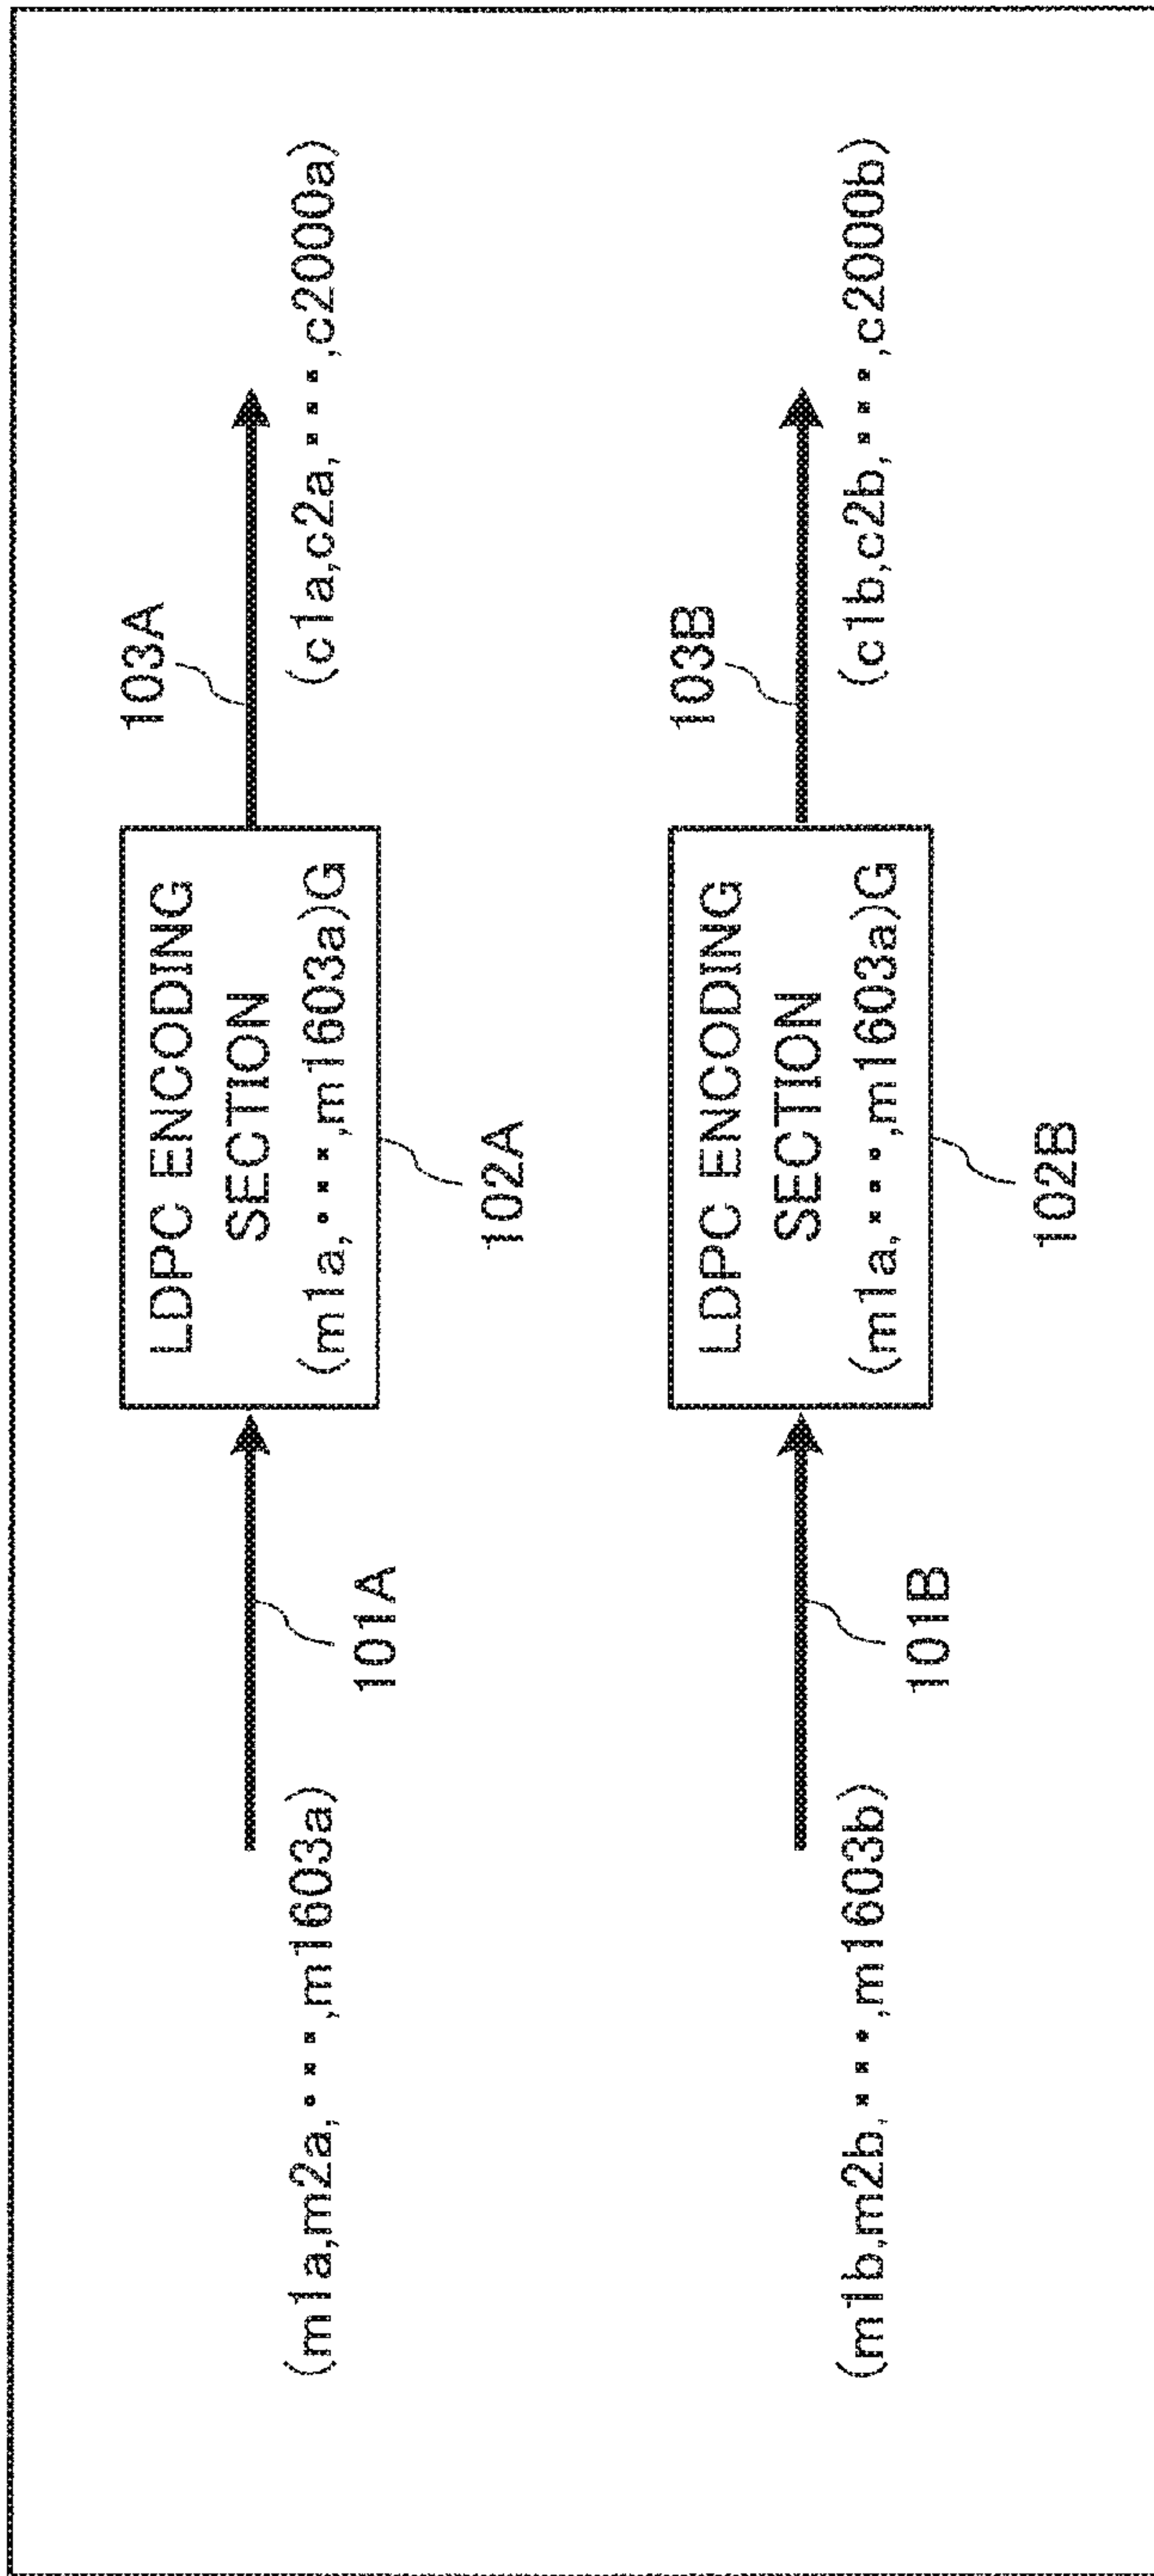 103A
LDPC ENCODING
SECTION
(m1a,･･･,m1603a)G
(c1a,c2a,･･･,c2000a)
(m1a,m2a,･･･,m1603a)
101A
102A
103B
LDPC ENCODING
SECTION
(m1a,･･･,m1603a)G
(c1b,c2b,･･･,c2000b)
(m1b,m2b,･･･,m1603b)
101B
102B